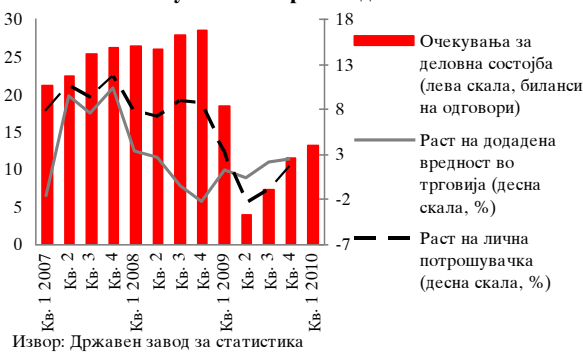 30
25
20
15
10
5
0
18
13
8
3
-2
-7
Кв. 1 2007
Кв. 2
Кв. 3
Кв. 4
Кв. 1 2008
Кв. 2
Кв. 3
Кв. 4
Кв. 1 2009
Кв. 2
Кв. 3
Кв. 4
Кв. 1 2010
Очекувања за
деловна состојба
(лева скала, биланси
на одговори)
Раст на додадена
вредност во
трговија (десна
скала, %)
Раст на лична
потрошувачка
(десна скала, %)
Извор: Државен завод за статистика